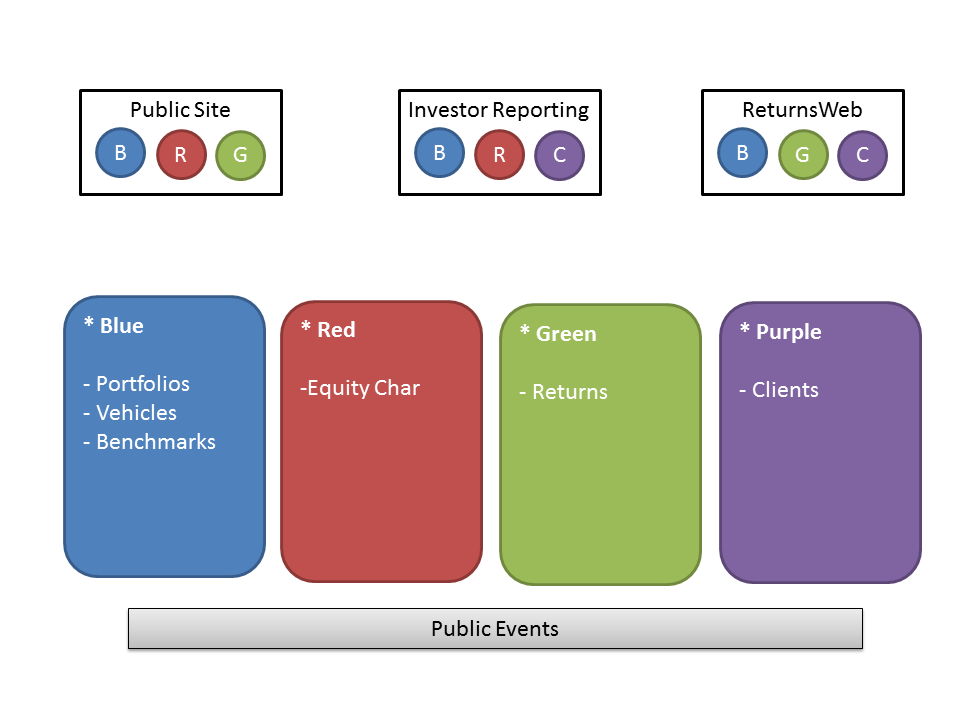 Public Site
B R G
Investor Reporting
B R C
ReturnsWeb
B G C
* Blue
- Portfolios
- Vehicles
- Benchmarks
* Red
-Equity Char
* Green
- Returns
* Purple
- Clients
Public Events